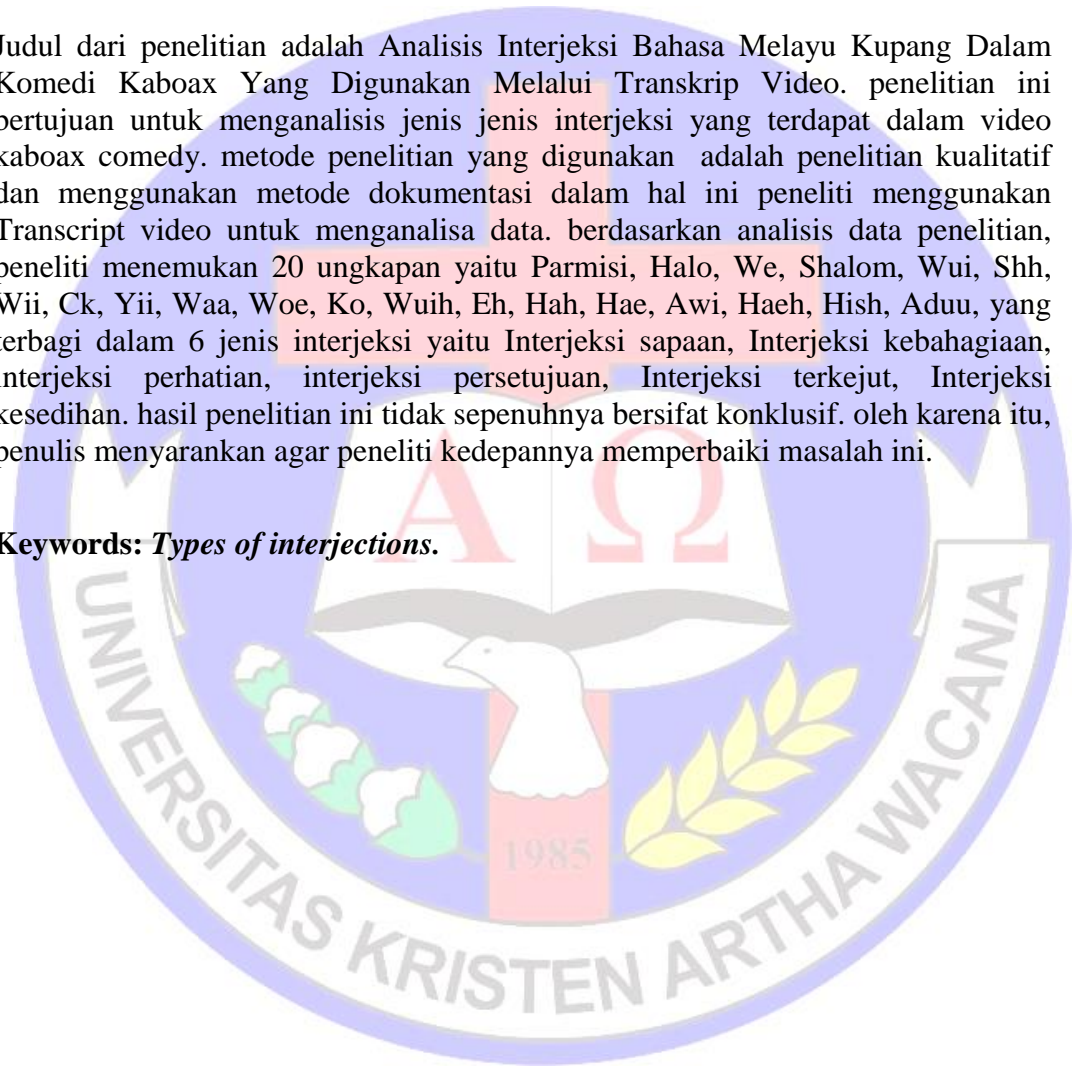 Judul dari penelitian adalah Analisis Interjeksi Bahasa Melayu Kupang Dalam
Komedi Kaboax Yang Digunakan Melalui Transkrip Video. penelitian ini
bertujuan untuk menganalisis jenis jenis interjeksi yang terdapat dalam video
kaboax comedy. metode penelitian yang digunakan adalah penelitian kualitatif
dan menggunakan metode dokumentasi dalam hal ini peneliti menggunakan
Transcript video untuk menganalisa data. berdasarkan analisis data penelitian,
peneliti menemukan 20 ungkapan yaitu Parmisi, Halo, We, Shalom, Wui, Shh,
Wii, Ck, Yii, Waa, Woe, Ko, Wuih, Eh, Hah, Hae, Awi, Haeh, Hish, Aduu, yang
terbagi dalam 6 jenis interjeksi yaitu Interjeksi sapaan, Interjeksi kebahagiaan,
interjeksi perhatian, interjeksi persetujuan, Interjeksi terkejut, Interjeksi
kesedihan. hasil penelitian ini tidak sepenuhnya bersifat konklusif. oleh karena itu,
penulis menyarankan agar peneliti kedepannya memperbaiki masalah ini.
Keywords: Types of interjections.
Α Ω
1985
UNIVERSITAS KRISTEN ARTHA WACANA